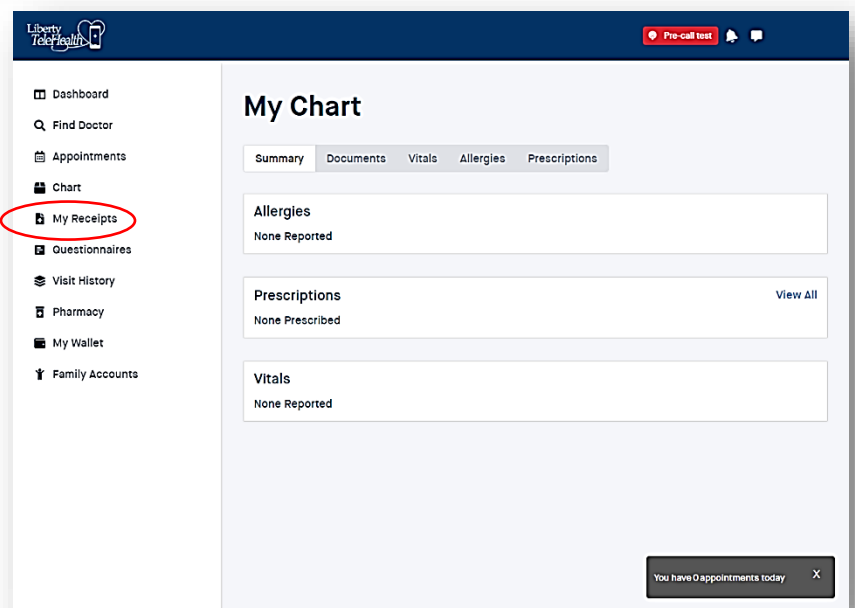 Liberty
TeleHealth
Pre-call test
Dashboard
Find Doctor
Appointments
Chart
My Receipts
Questionnaires
Visit History
Pharmacy
My Wallet
Family Accounts
My Chart
Summary Documents Vitals Allergies Prescriptions
Allergies
None Reported
Prescriptions View All
None Prescribed
Vitals
None Reported
You have 0 appointments today X